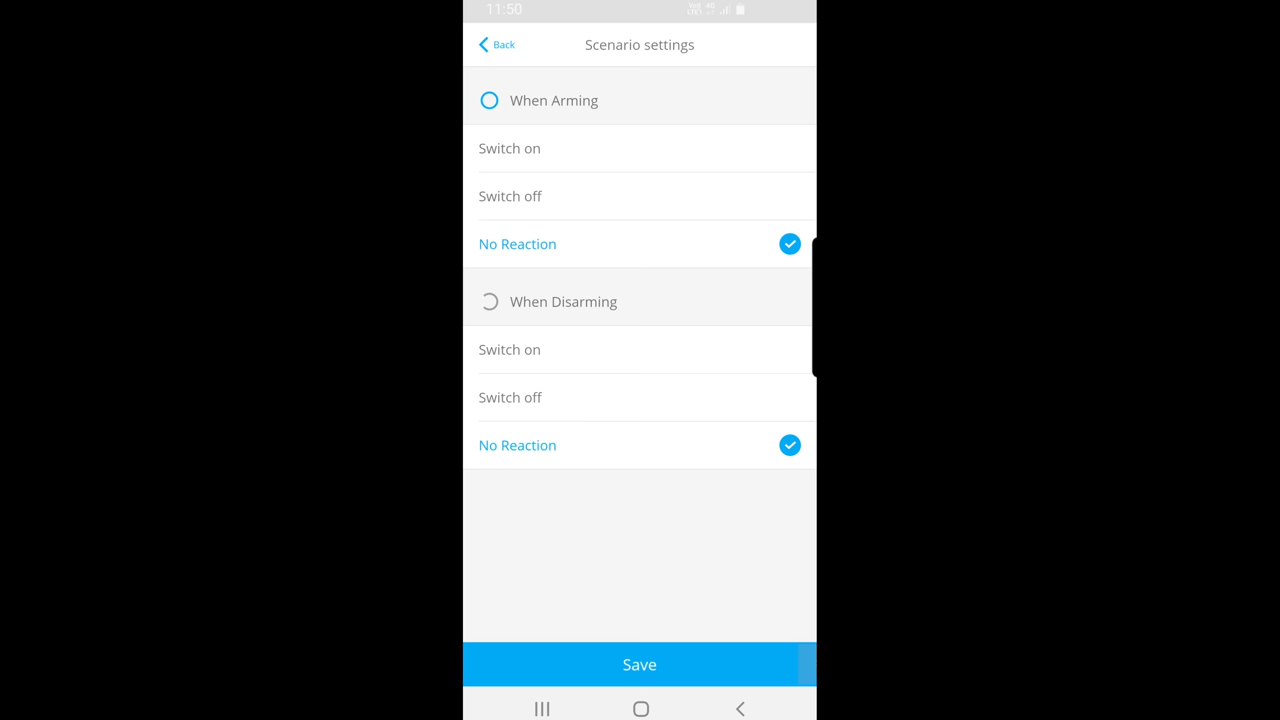 11:50
Back
Scenario settings
When Arming
Switch on
Switch off
No Reaction
When Disarming
Switch on
Switch off
No Reaction
Save